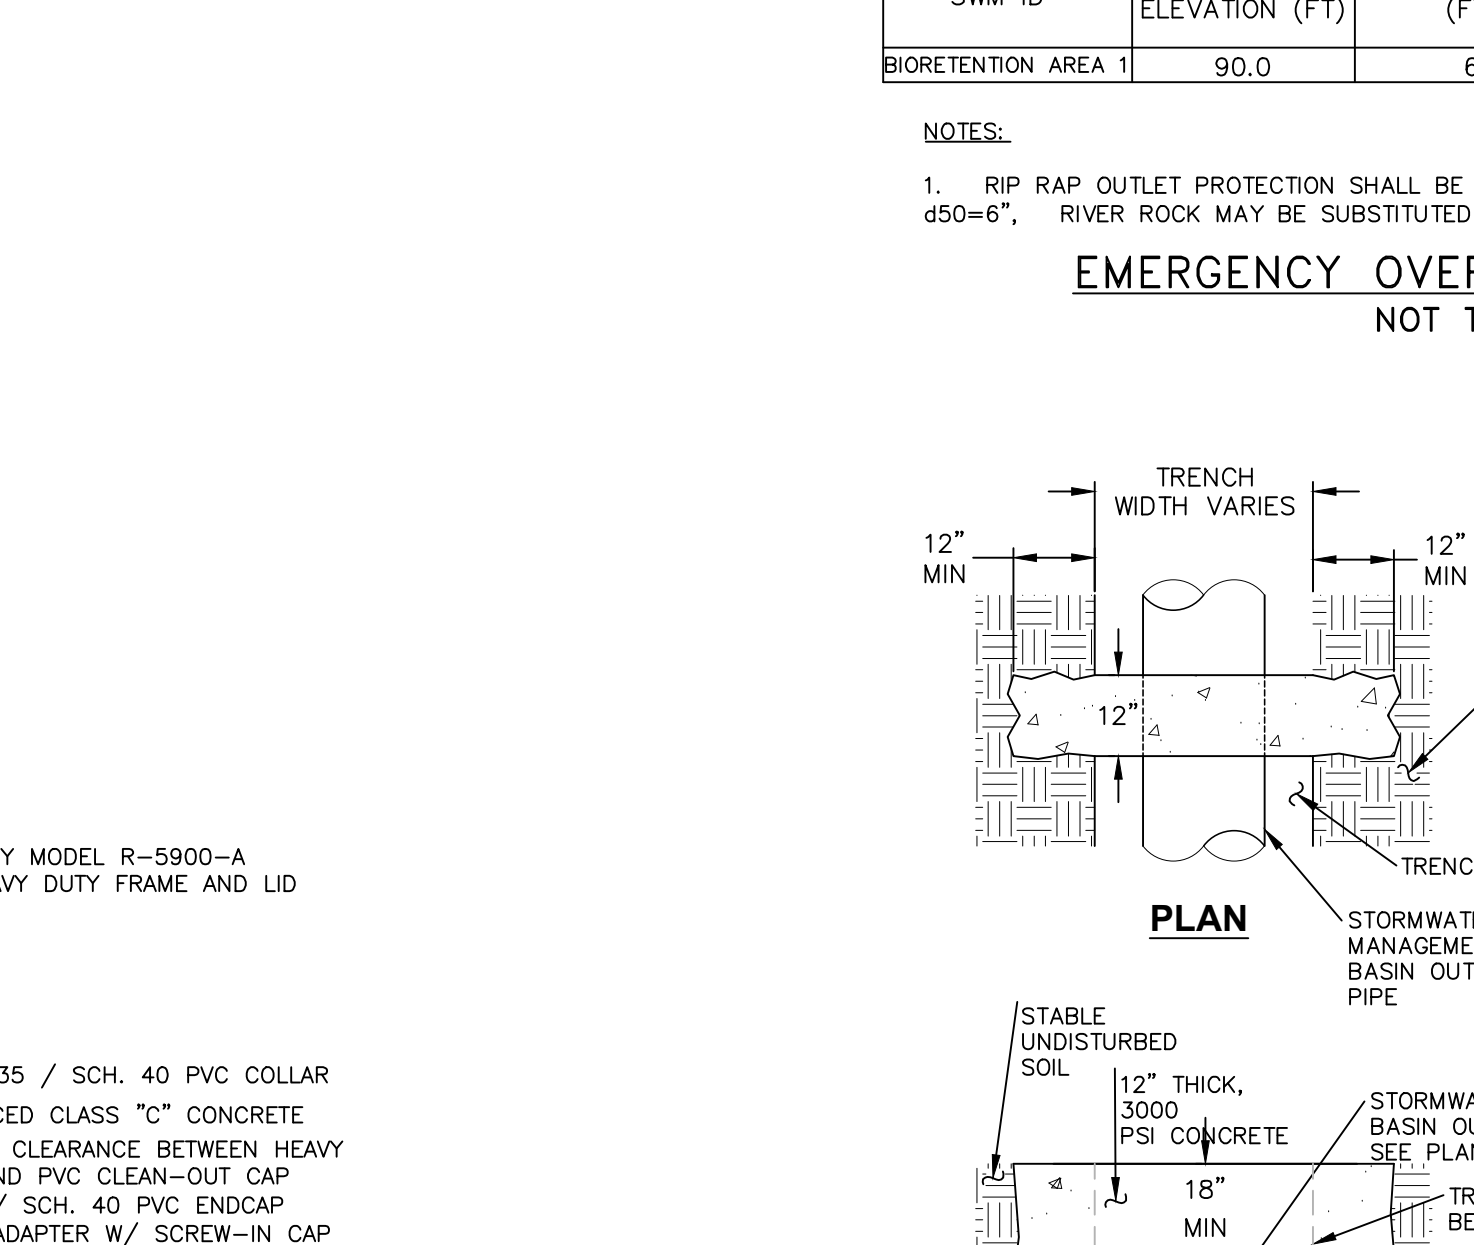 ELEVATION (FT)
BIORETENTION AREA 1
90.0
NOTES:
1. RIP RAP OUTLET PROTECTION SHALL BE
d50=6", RIVER ROCK MAY BE SUBSTITUTED
EMERGENCY
NOT
TRENCH
WIDTH VARIES
12"
MIN
12"
MIN
12"
PLAN
STORMWAT
MANAGEME
BASIN OUT
PIPE
TRENC
Y MODEL R-5900-A
VY DUTY FRAME AND LID
35 / SCH. 40 PVC COLLAR
CED CLASS "C" CONCRETE
CLEARANCE BETWEEN HEAVY
ND PVC CLEAN-OUT CAP
/ SCH. 40 PVC ENDCAP
ADAPTER W/ SCREW-IN CAP
STABLE
UNDISTURBED
SOIL
12" THICK,
3000
PSI CONCRETE
STORMWA
BASIN OU
SEE PLAN
18"
MIN
TR
BE